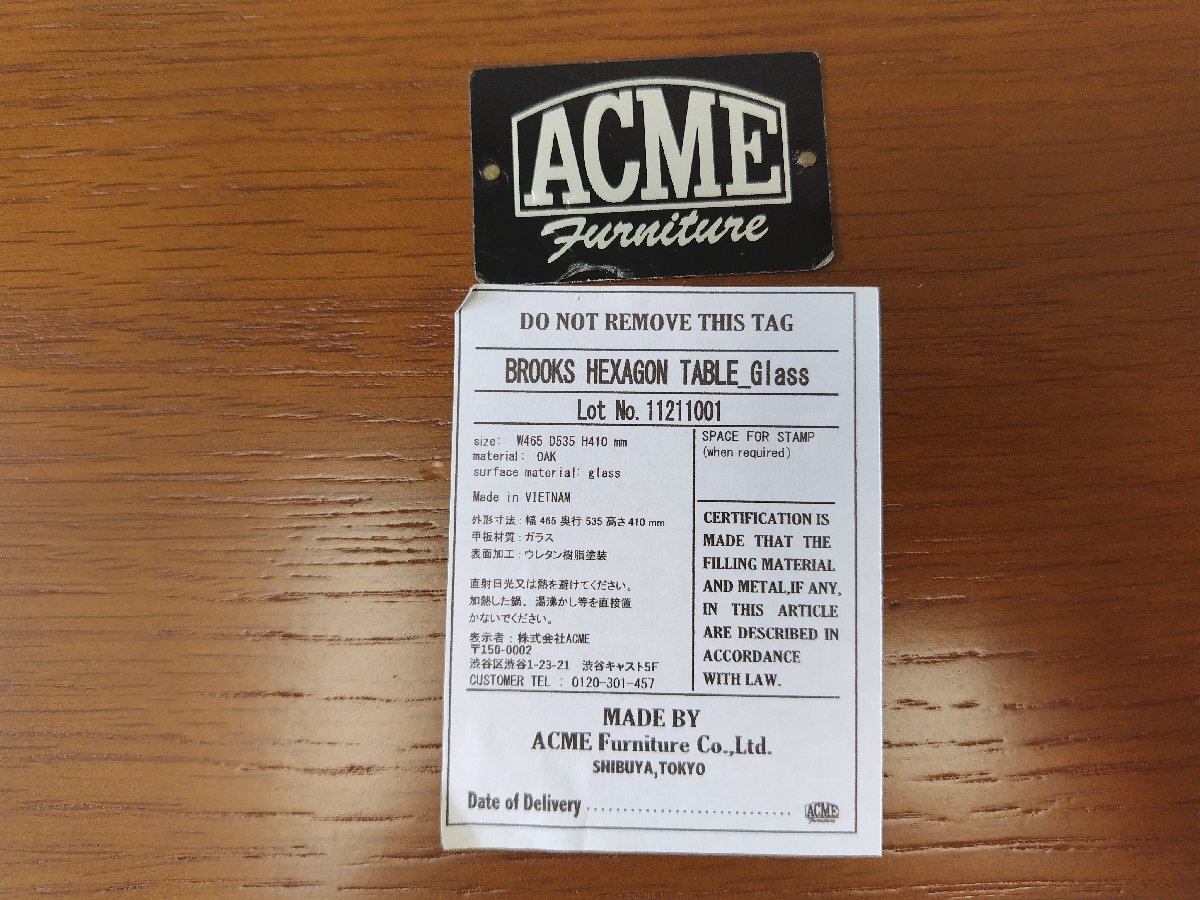 ACME
Furniture
DO NOT REMOVE THIS TAG
BROOKS HEXAGON TABLE_Glass
Lot No. 11211001
size: W465 D535 H410 mm
material: OAK
surface material: glass
Made in VIETNAM
外形寸法:幅 465 奥行 535 高さ 410 mm
甲板材質:ガラス
表面加工:ウレタン樹脂塗装
直射日光又は熱を避けてください。
加熱した鍋、湯沸かし等を直接置
かないでください。
表示者:株式会社ACME
〒150-0002
渋谷区渋谷1-23-21 渋谷キャスト5F
CUSTOMER TEL : 0120-301-457
SPACE FOR STAMP
(when required)
CERTIFICATION IS
MADE THAT THE
FILLING MATERIAL
AND METAL,IF ANY,
IN THIS ARTICLE
ARE DESCRIBED IN
ACCORDANCE
WITH LAW.
MADE BY
ACME Furniture Co.,Ltd.
SHIBUYA,TOKYO
Date of Delivery ..............................
ACME
Furniture